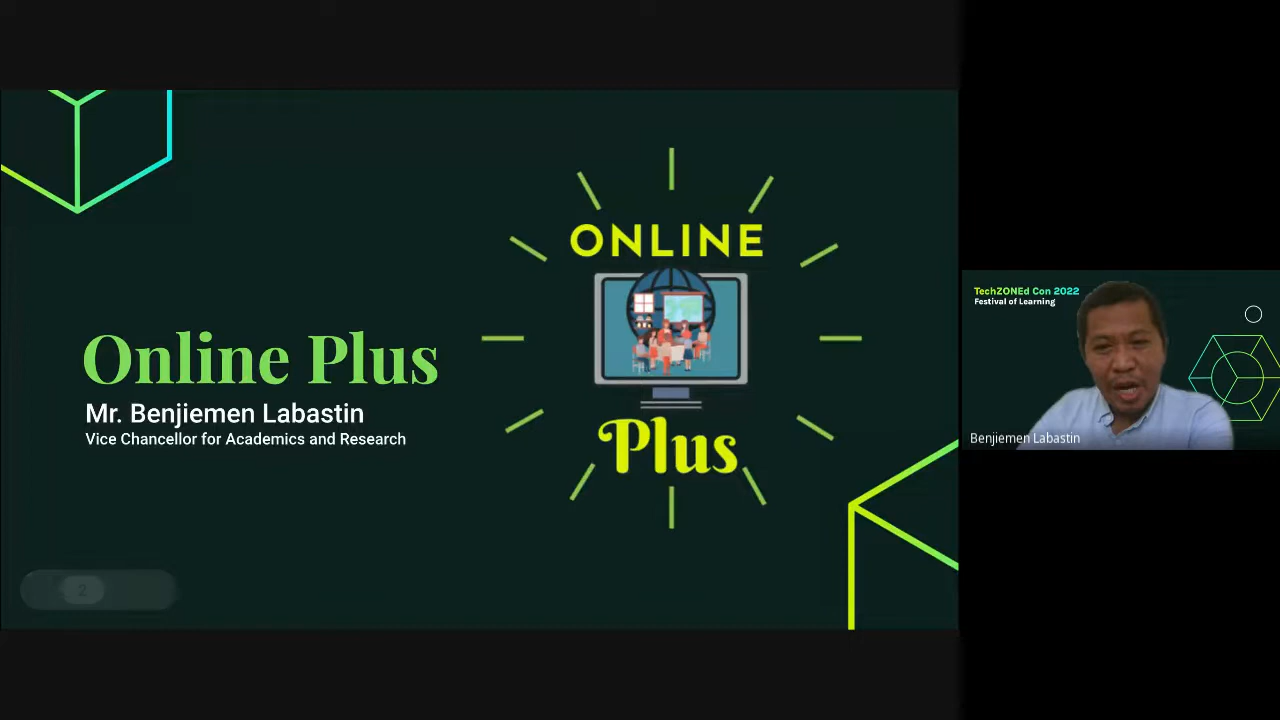 Online Plus
Mr. Benjiemen Labastin
Vice Chancellor for Academics and Research
ONLINE
Plus
2
TechZONEd Con 2022
Festival of Learning
Benjiemen Labastin